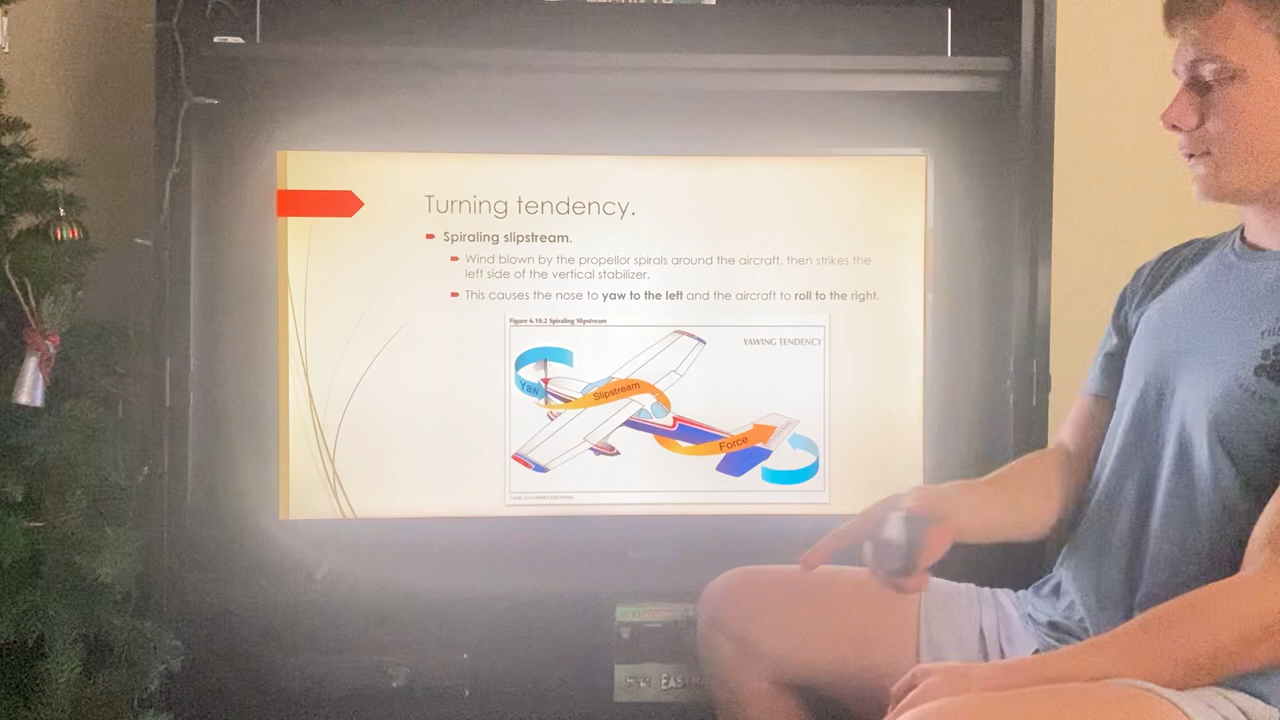 LEARN TO
Turning tendency.
Spiraling slipstream.
Wind blown by the propellor spirals around the aircraft, then strikes the
left side of the vertical stabilizer.
This causes the nose to yaw to the left and the aircraft to roll to the right.
Figure 6.10.2 Spiraling Slipstream
YAWING TENDENCY
Yaw
Slipstream
Force